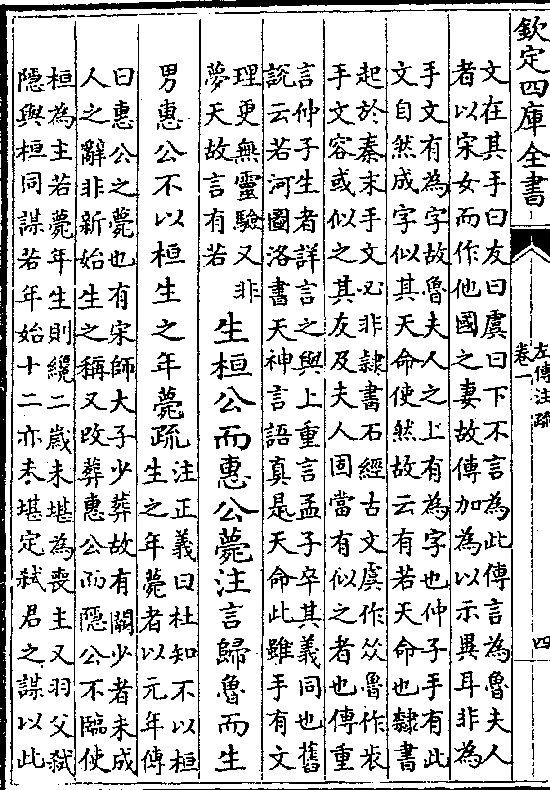 欽定四庫全書
左傳注疏
卷一
四
文在其手曰友曰虞曰下不言為此傳言為魯夫人
者以宋女而作他國之妻故傳加為以示異耳非為
手文有為字故魯夫人之上有為字也仲子手有此
文自然成字似其天命使然故云有若天命也隸書
起於秦末手文必非隸書石經古文虞作魯作
手文容或似之其友及夫人固當有似之者也傳重
言仲子生者詳言之與上重言孟子卒其義同也舊
說云若河圖洛書天神言語真是天命此雖手有文
理更無靈驗又非
夢天故言有若
生桓公而惠公薨注言歸魯而生
男惠公不以桓生之年薨疏
注正義曰杜知不以桓
生之年薨者以元年傳
曰惠公之薨也有宋師大子少葬故有闕少者未成
人之辭非新始生之稱又改葬惠公而隱公不臨使
桓為主若薨年生則纔二歲未堪為喪主又羽父弒
隱與桓同謀若年始十二亦未堪定弒君之謀以此